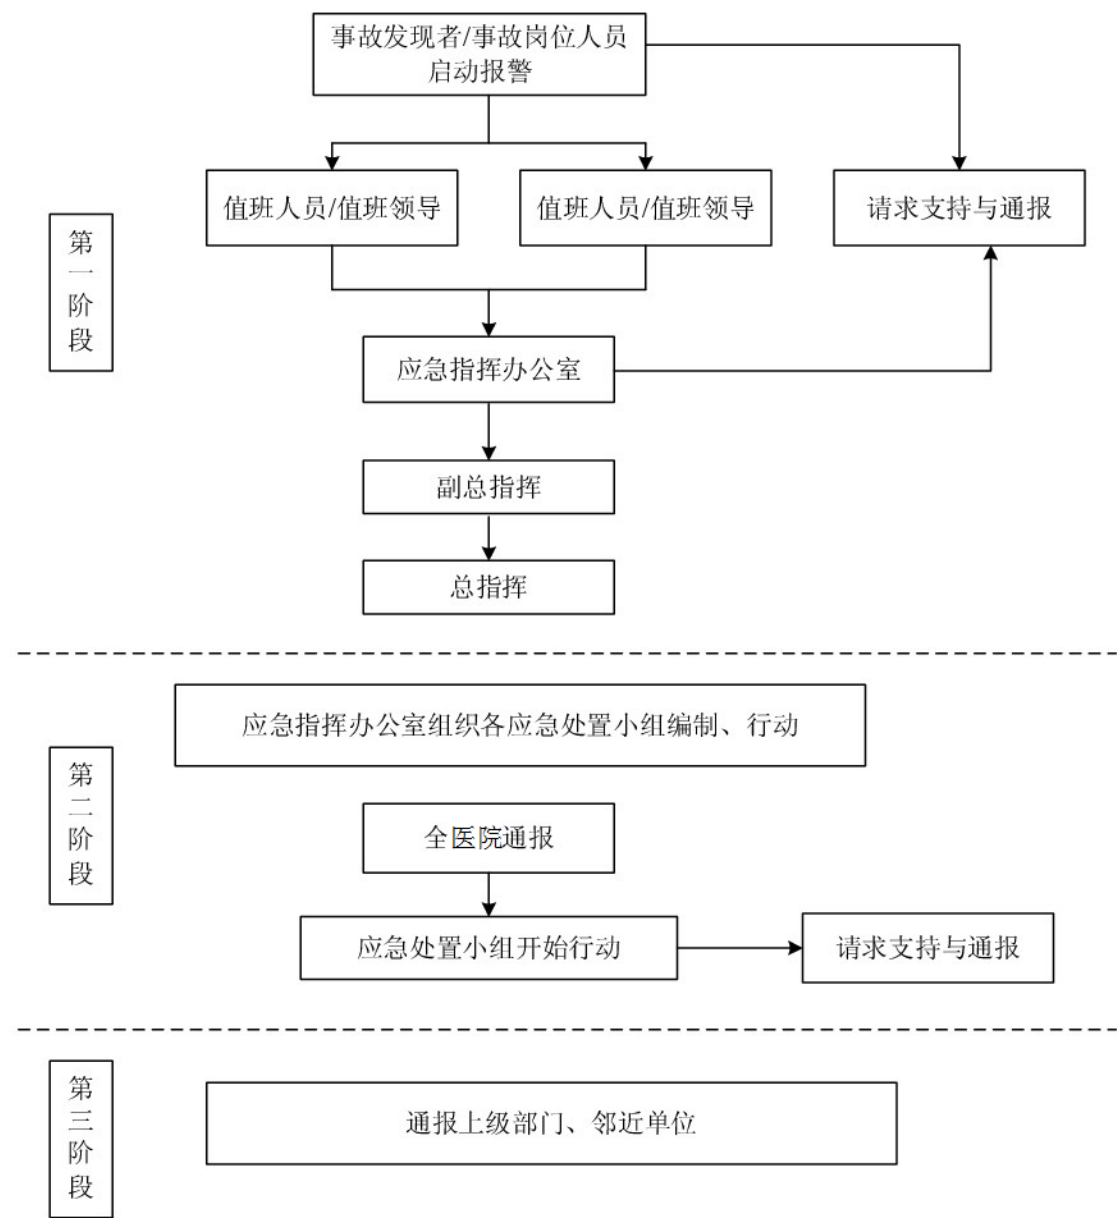 事故发现者/事故岗位人员
启动报警
值班人员/值班领导
值班人员/值班领导
请求支持与通报
第一阶段
应急指挥办公室
副总指挥
总指挥
应急指挥办公室组织各应急处置小组编制、行动
第二阶段
全医院通报
应急处置小组开始行动
请求支持与通报
第三阶段
通报上级部门、邻近单位